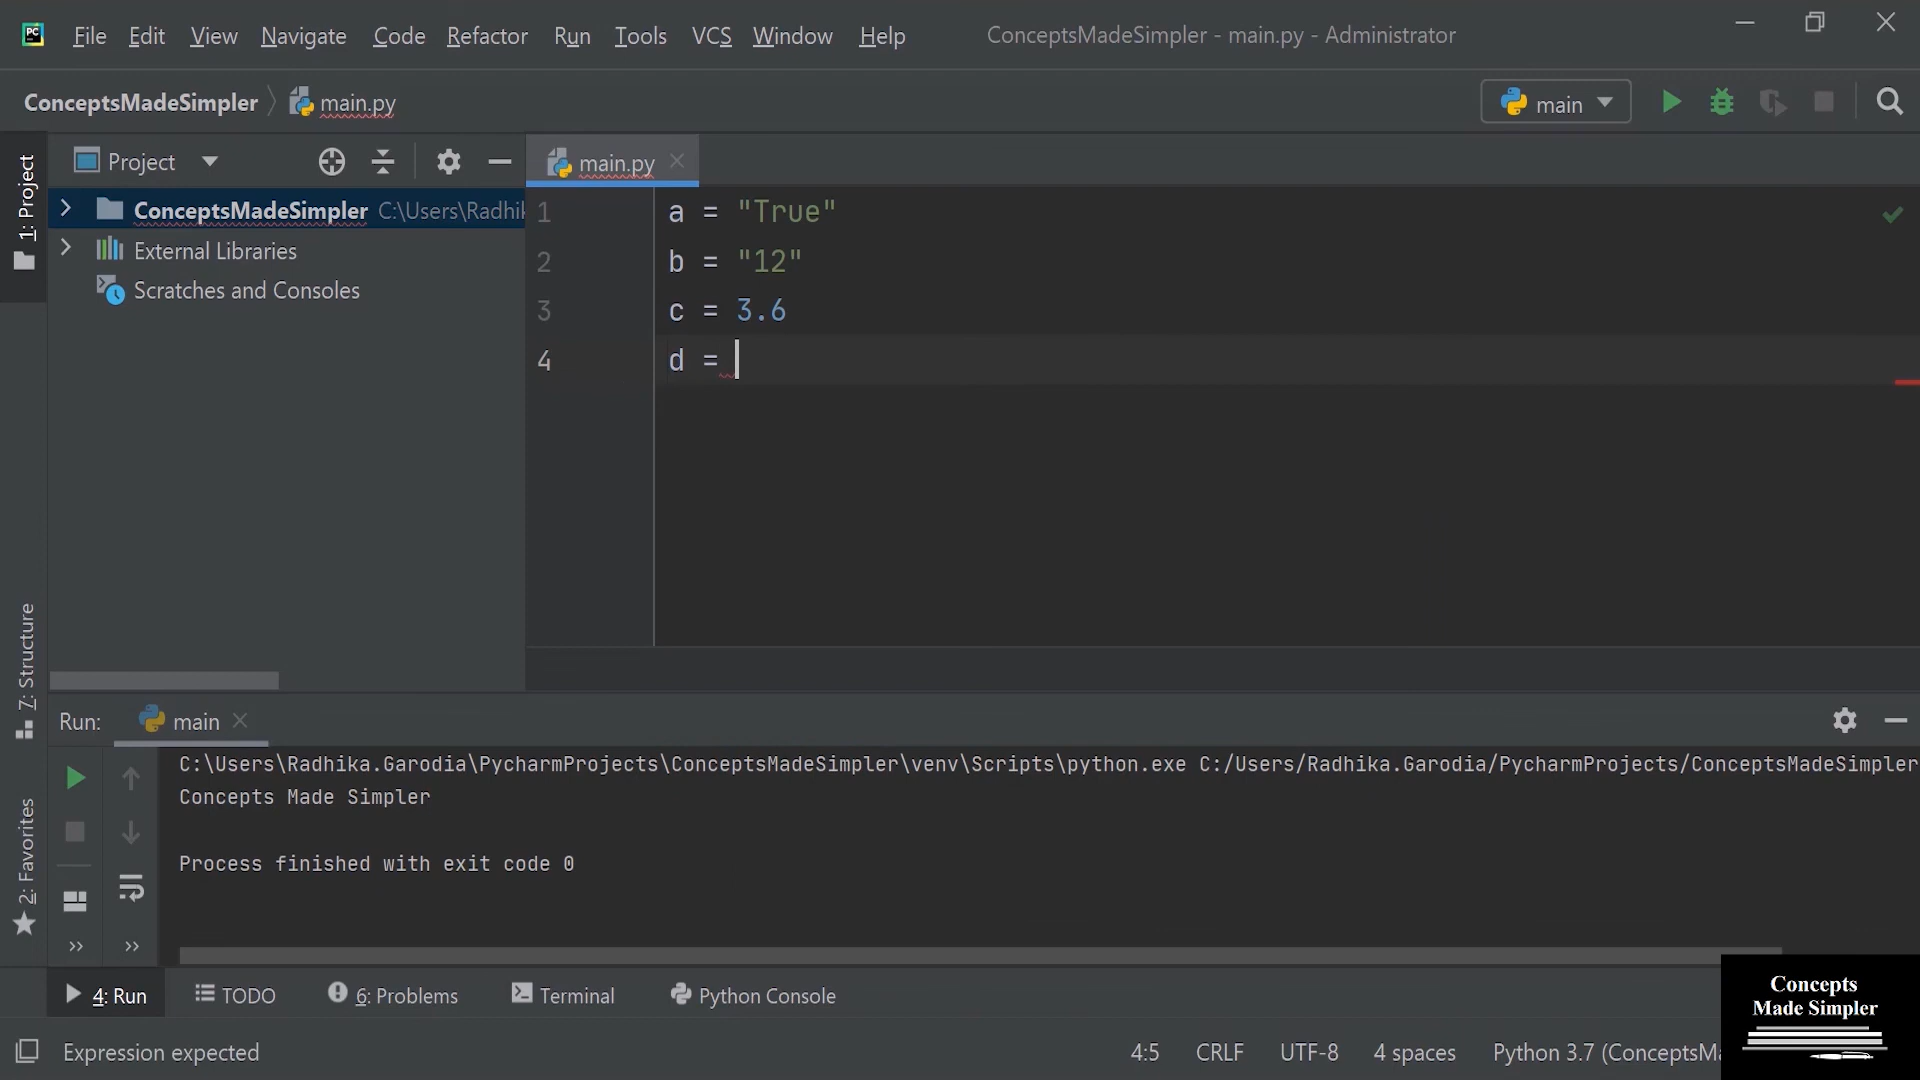 File Edit View Navigate Code Refactor Run Tools VCS Window Help ConceptsMadeSimpler - main.py - Administrator
ConceptsMadeSimpler main.py main
1: Project
Project
main.py
ConceptsMadeSimpler C:\Users\Radhik
External Libraries
Scratches and Consoles
1 a = "True"
2 b = "12"
3 c = 3.6
4 d =
7: Structure
2: Favorites
Run: main
C:\Users\Radhika.Garodia\PycharmProjects\ConceptsMadeSimpler\venv\Scripts\python.exe C:/Users/Radhika.Garodia/PycharmProjects/ConceptsMadeSimpler
Concepts Made Simpler
Process finished with exit code 0
4: Run TODO 6: Problems Terminal Python Console
Expression expected 4:5 CRLF UTF-8 4 spaces Python 3.7 (ConceptsMa
Concepts
Made Simpler